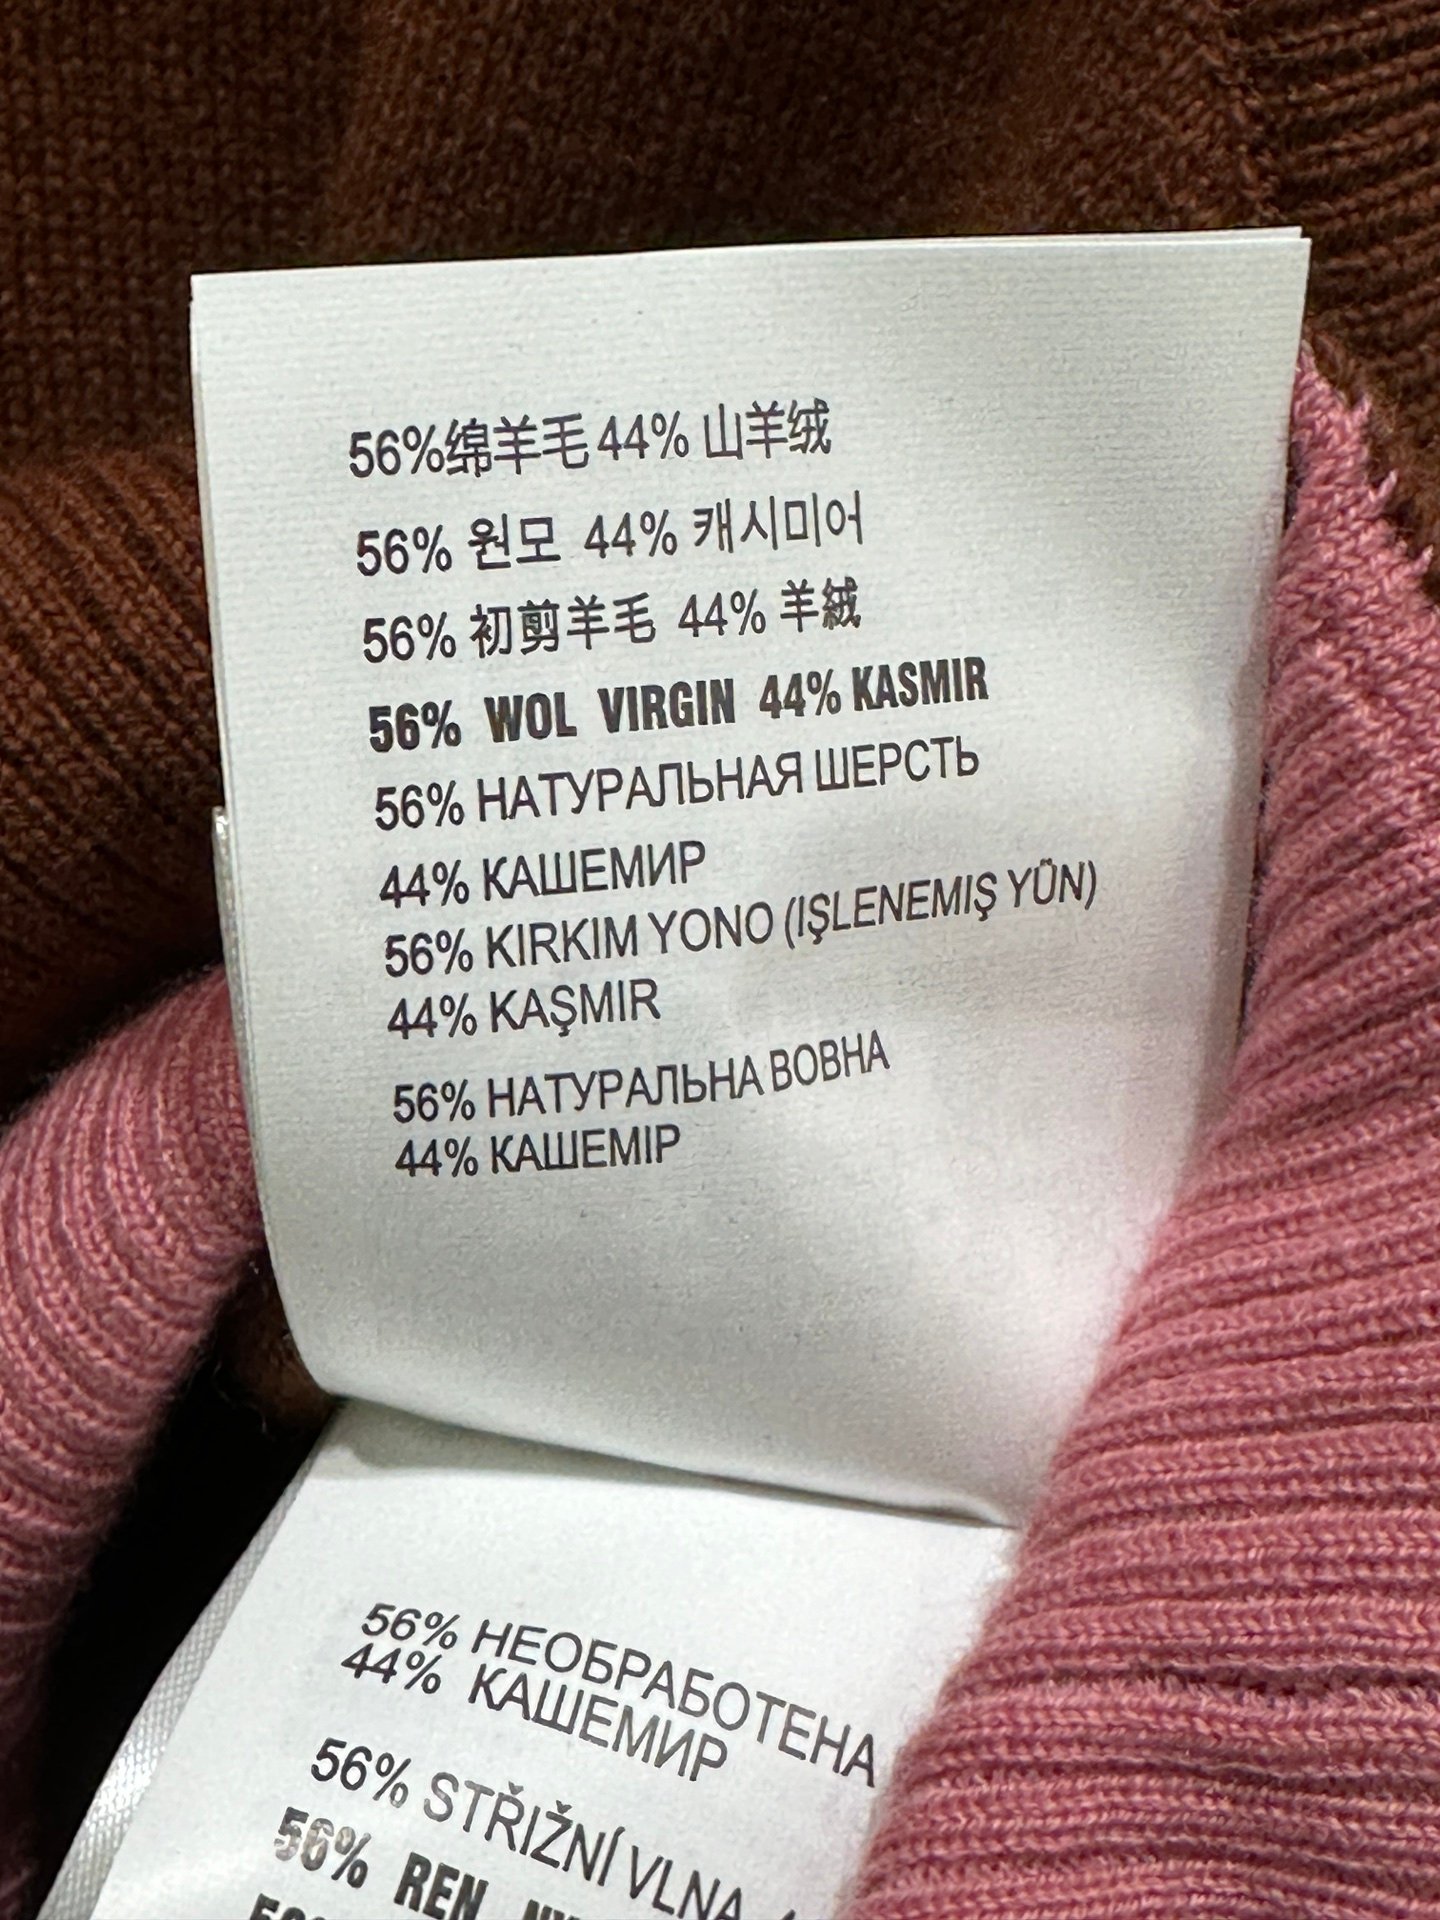 56%绵羊毛 44% 山羊绒
56% 원모 44% 캐시미어
56% 初剪羊毛 44% 羊絨
56% WOL VIRGIN 44% KASMIR
56% НАТУРАЛЬНАЯ ШЕРСТЬ
44% КАШЕМИР
56% KIRKIM YONO (IŞLENEMIŞ YÜN)
44% KAŞMIR
56% НАТУРАЛЬНА ВОВНА
44% КАШЕМІР
56% НЕОБРАБОТЕНА
44% КАШЕМИР
56% STŘIŽNÍ VLNA
56% REN